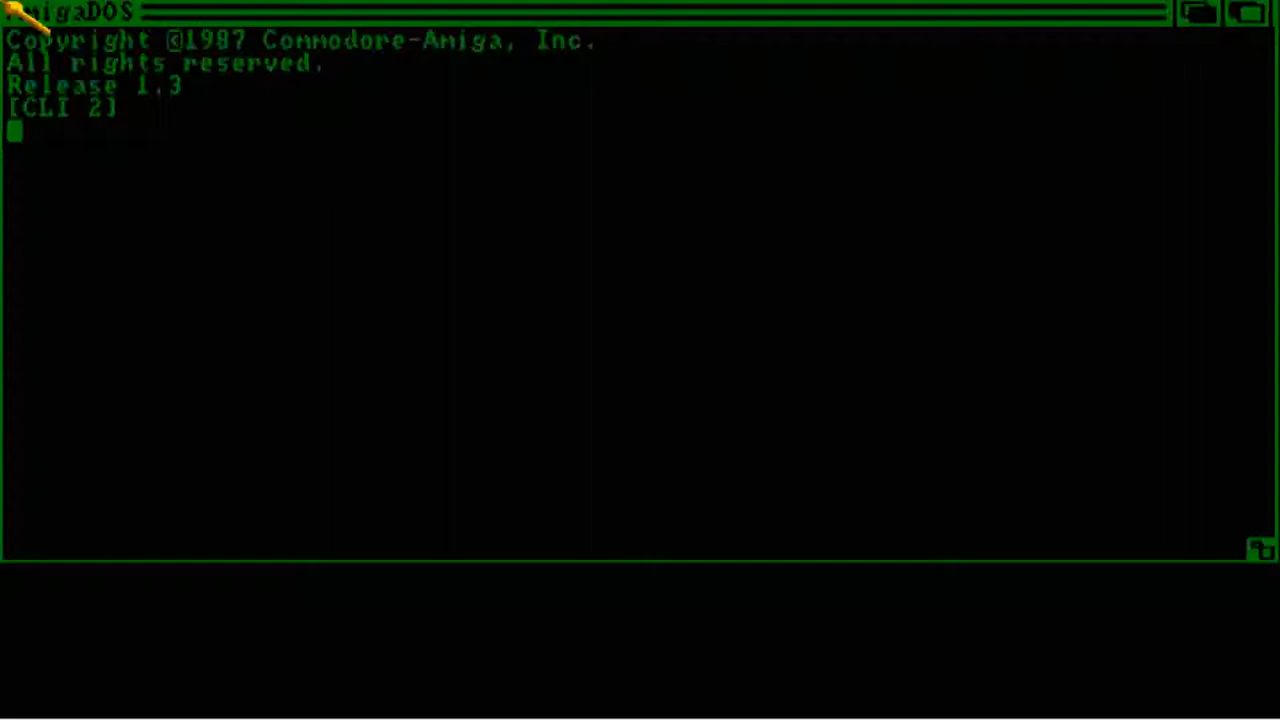 AmigaDOS
Copyright ©1987 Commodore-Amiga, Inc.
All rights reserved.
Release 1.3
[CLI 2]